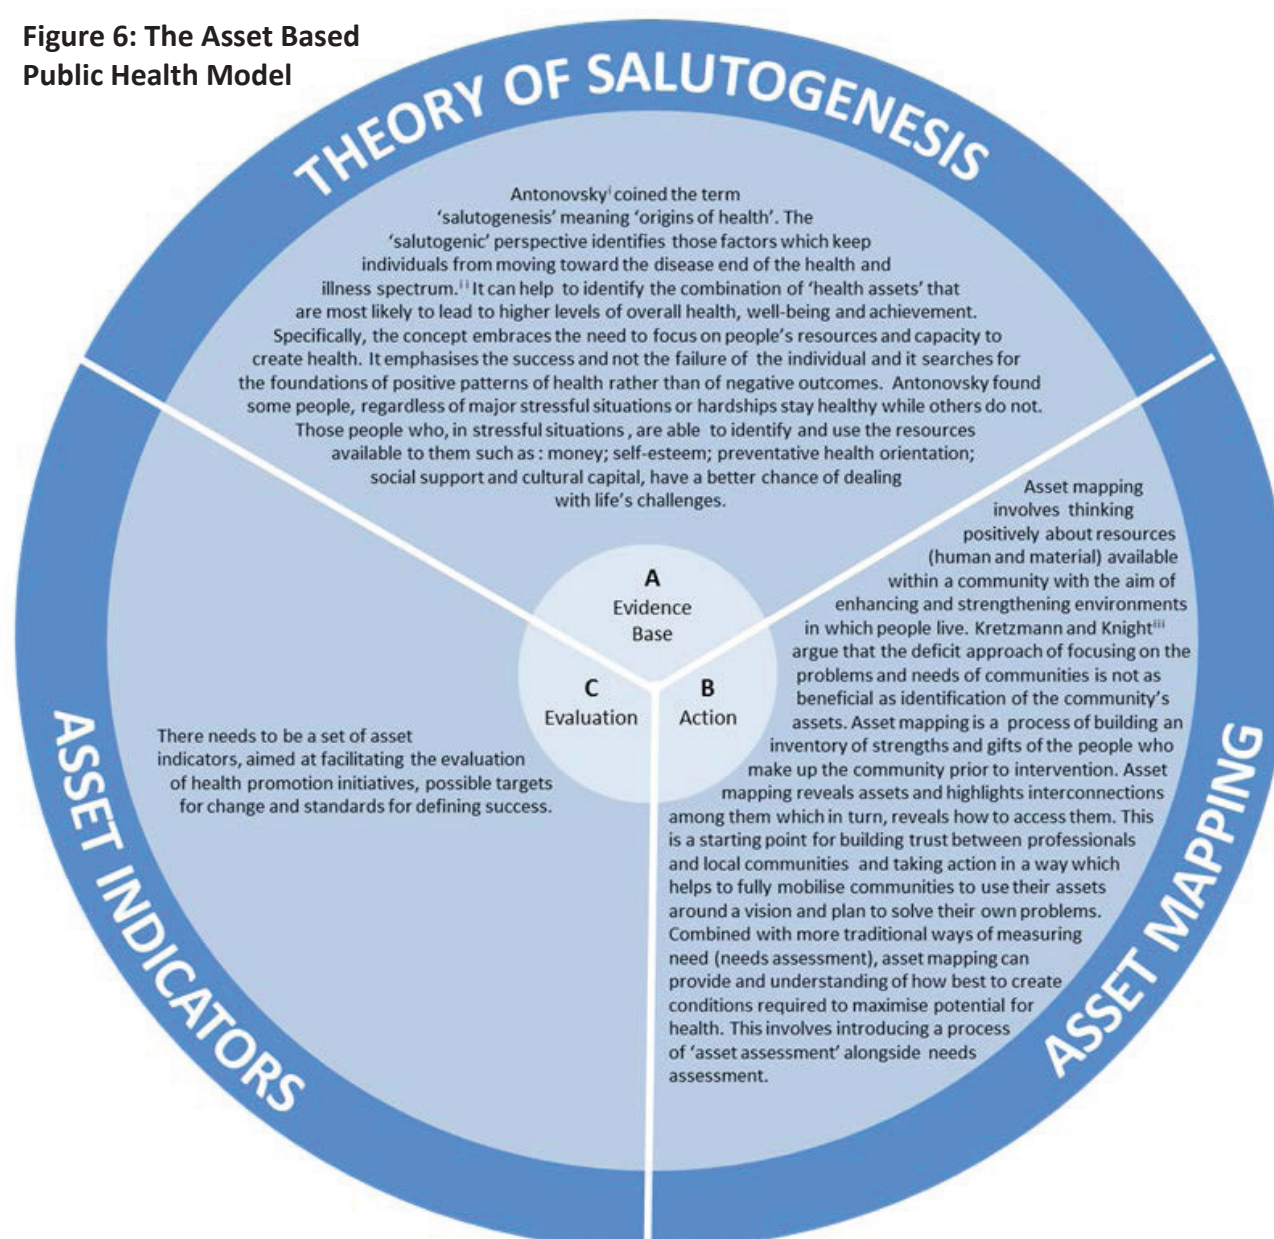 Figure 6: The Asset Based
Public Health Model
THEORY OF SALUTOGENESIS
Antonovskyⁱ coined the term
‘salutogenesis’ meaning ‘origins of health’. The
‘salutogenic’ perspective identifies those factors which keep
individuals from moving toward the disease end of the health and
illness spectrum.ⁱⁱ It can help to identify the combination of ‘health assets’ that
are most likely to lead to higher levels of overall health, well-being and achievement.
Specifically, the concept embraces the need to focus on people’s resources and capacity to
create health. It emphasises the success and not the failure of the individual and it searches for
the foundations of positive patterns of health rather than of negative outcomes. Antonovsky found
some people, regardless of major stressful situations or hardships stay healthy while others do not.
Those people who, in stressful situations , are able to identify and use the resources
available to them such as : money; self-esteem; preventative health orientation;
social support and cultural capital, have a better chance of dealing
with life’s challenges.
A
Evidence
Base
B
Action
C
Evaluation
Asset mapping
involves thinking
positively about resources
(human and material) available
within a community with the aim of
enhancing and strengthening environments
in which people live. Kretzmann and Knightⁱⁱⁱ
argue that the deficit approach of focusing on the
problems and needs of communities is not as
beneficial as identification of the community’s
assets. Asset mapping is a process of building an
inventory of strengths and gifts of the people who
make up the community prior to intervention. Asset
mapping reveals assets and highlights interconnections
among them which in turn, reveals how to access them. This
is a starting point for building trust between professionals
and local communities and taking action in a way which
helps to fully mobilise communities to use their assets
around a vision and plan to solve their own problems.
Combined with more traditional ways of measuring
need (needs assessment), asset mapping can
provide and understanding of how best to create
conditions required to maximise potential for
health. This involves introducing a process
of ‘asset assessment’ alongside needs
assessment.
ASSET MAPPING
There needs to be a set of asset
indicators, aimed at facilitating the evaluation
of health promotion initiatives, possible targets
for change and standards for defining success.
ASSET INDICATORS